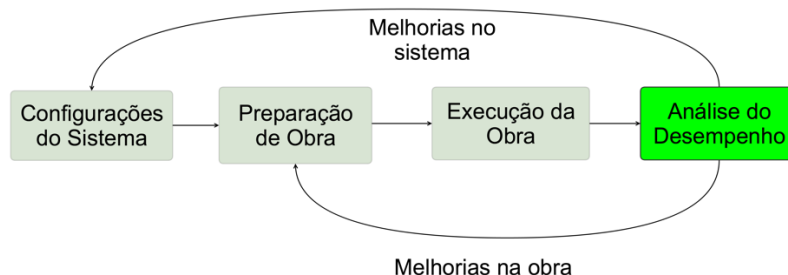 Melhorias no
sistema
Configurações
do Sistema
Preparação
de Obra
Execução da
Obra
Análise do
Desempenho
Melhorias na obra